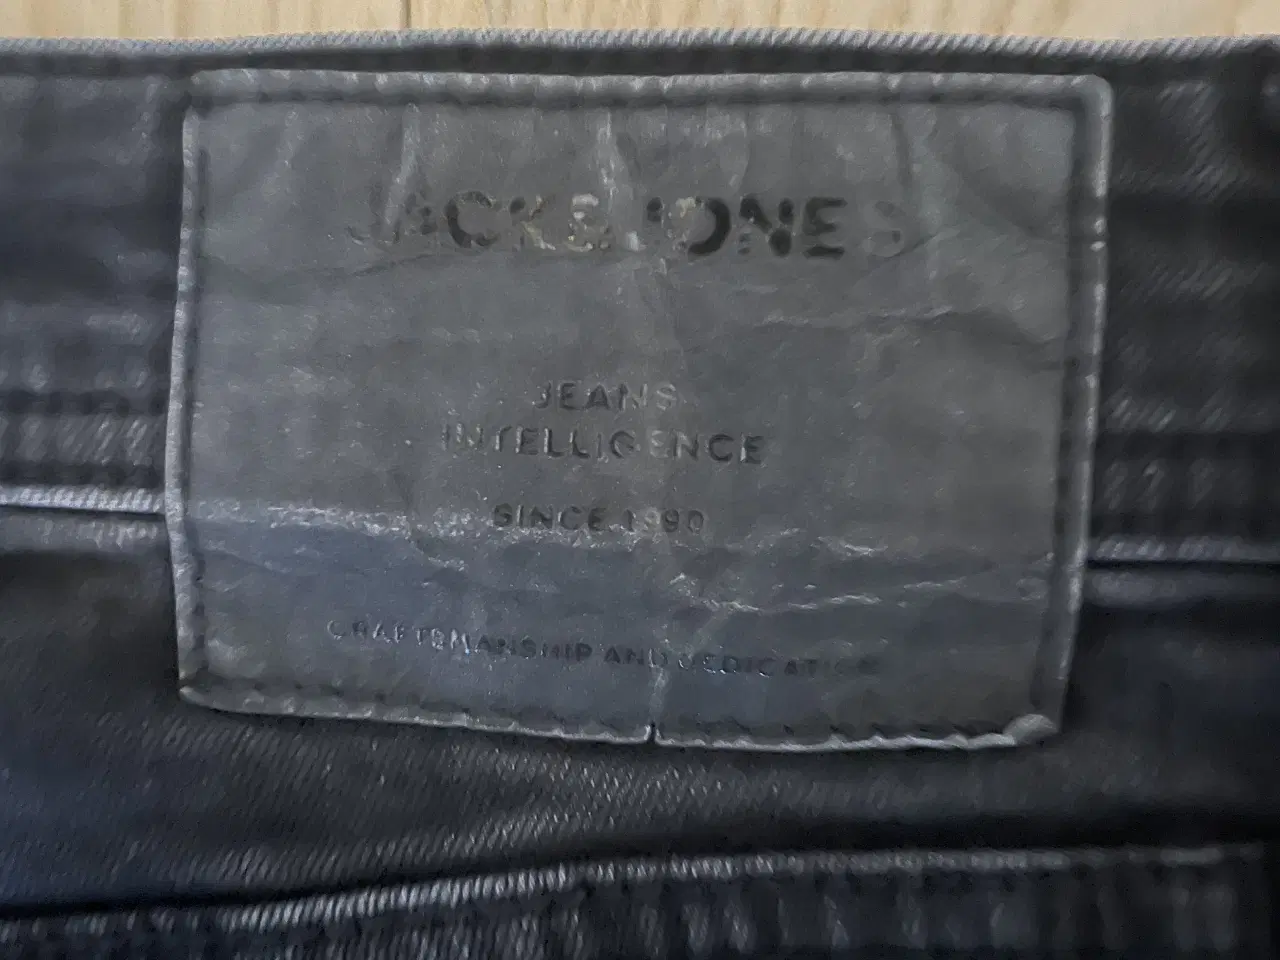 JACK & JONES
JEANS
INTELLIGENCE
SINCE 1990
CRAFTSMANSHIP AND DEDICATION